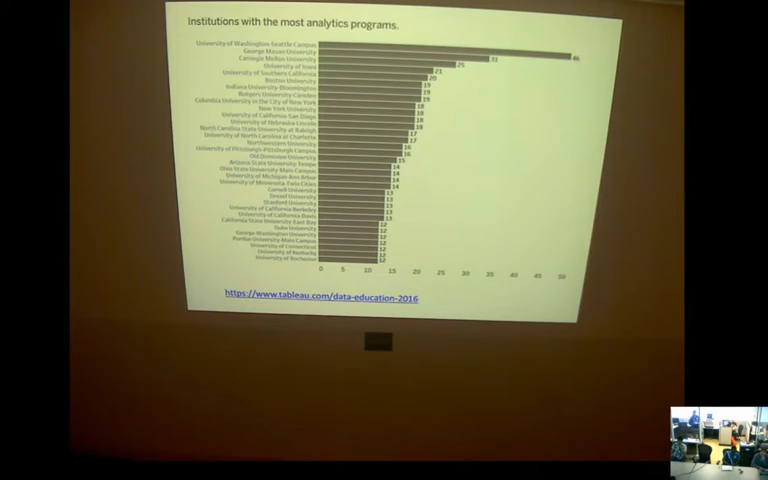 Institutions with the most analytics programs.
University of Washington-Seattle Campus 46
George Mason University 31
Carnegie Mellon University 25
University of Iowa 21
University of Southern California 20
Boston University 19
Indiana University-Bloomington 19
Rutgers University-Camden 19
Columbia University in the City of New York 18
New York University 18
University of California-San Diego 18
University of Nebraska-Lincoln 18
North Carolina State University at Raleigh 17
University of North Carolina at Charlotte 17
Northwestern University 16
University of Pittsburgh-Pittsburgh Campus 16
Old Dominion University 15
Arizona State University-Tempe 14
Ohio State University-Main Campus 14
University of Michigan-Ann Arbor 14
University of Minnesota-Twin Cities 14
Cornell University 13
Drexel University 13
Stanford University 13
University of California-Berkeley 13
University of California-Davis 13
California State University-East Bay 12
Duke University 12
George Washington University 12
Purdue University-Main Campus 12
University of Connecticut 12
University of Kentucky 12
University of Rochester 12
0 5 10 15 20 25 30 35 40 45 50
https://www.tableau.com/data-education-2016